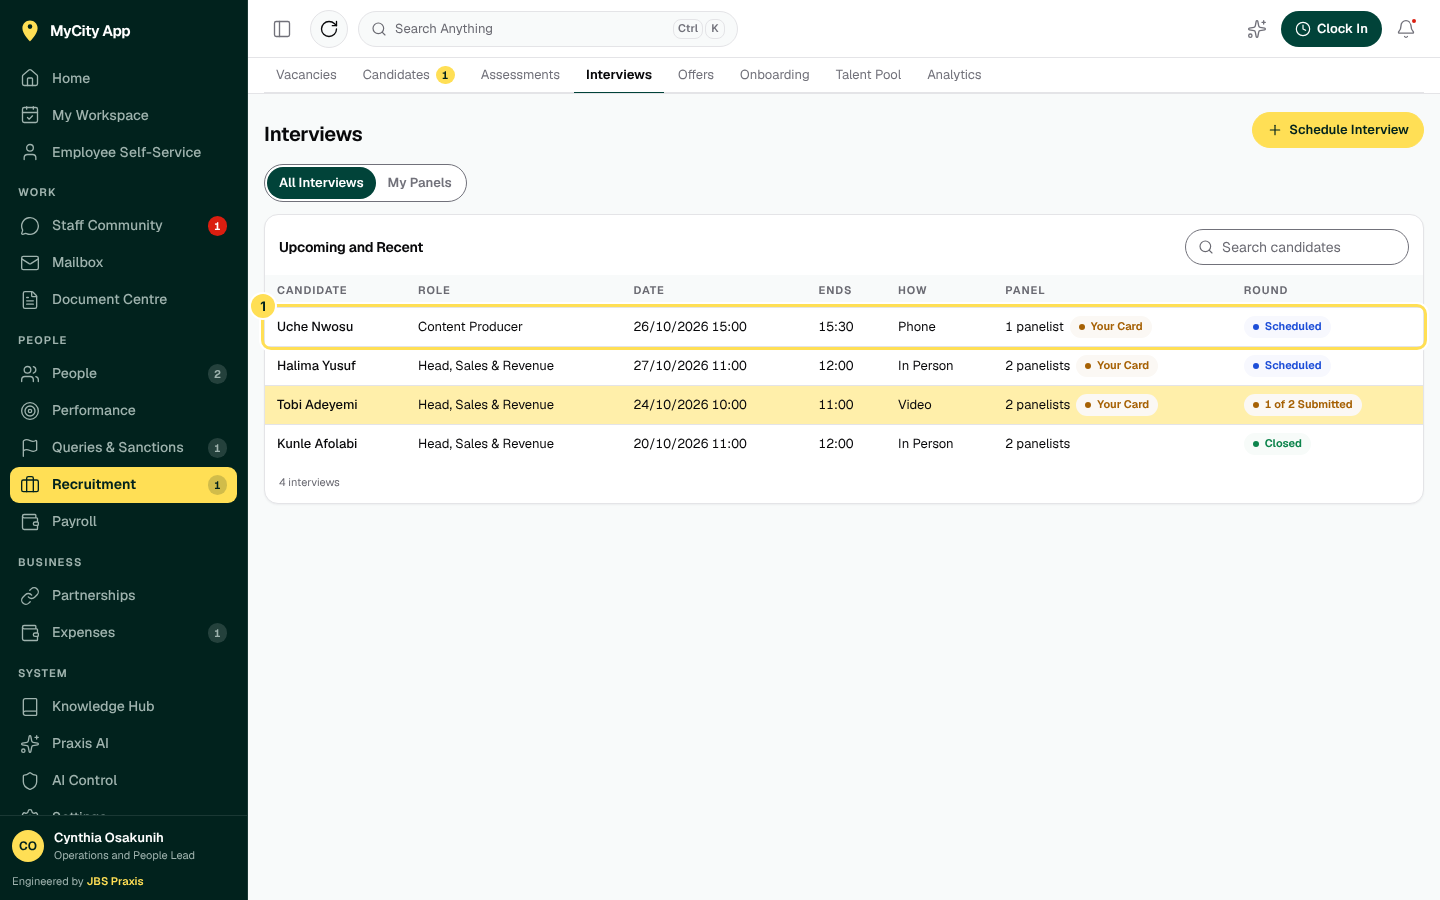 MyCity App
Home
My Workspace
Employee Self-Service
WORK
Staff Community 1
Mailbox
Document Centre
PEOPLE
People 2
Performance
Queries & Sanctions 1
Recruitment 1
Payroll
BUSINESS
Partnerships
Expenses 1
SYSTEM
Knowledge Hub
Praxis AI
AI Control
CO
Cynthia Osakunih
Operations and People Lead
Engineered by JBS Praxis
Search Anything Ctrl K
Clock In
Vacancies Candidates 1 Assessments Interviews Offers Onboarding Talent Pool Analytics
Interviews
Schedule Interview
All Interviews My Panels
Upcoming and Recent
Search candidates
CANDIDATE ROLE DATE ENDS HOW PANEL ROUND
1
Uche Nwosu Content Producer 26/10/2026 15:00 15:30 Phone 1 panelist Your Card Scheduled
Halima Yusuf Head, Sales & Revenue 27/10/2026 11:00 12:00 In Person 2 panelists Your Card Scheduled
Tobi Adeyemi Head, Sales & Revenue 24/10/2026 10:00 11:00 Video 2 panelists Your Card 1 of 2 Submitted
Kunle Afolabi Head, Sales & Revenue 20/10/2026 11:00 12:00 In Person 2 panelists Closed
4 interviews